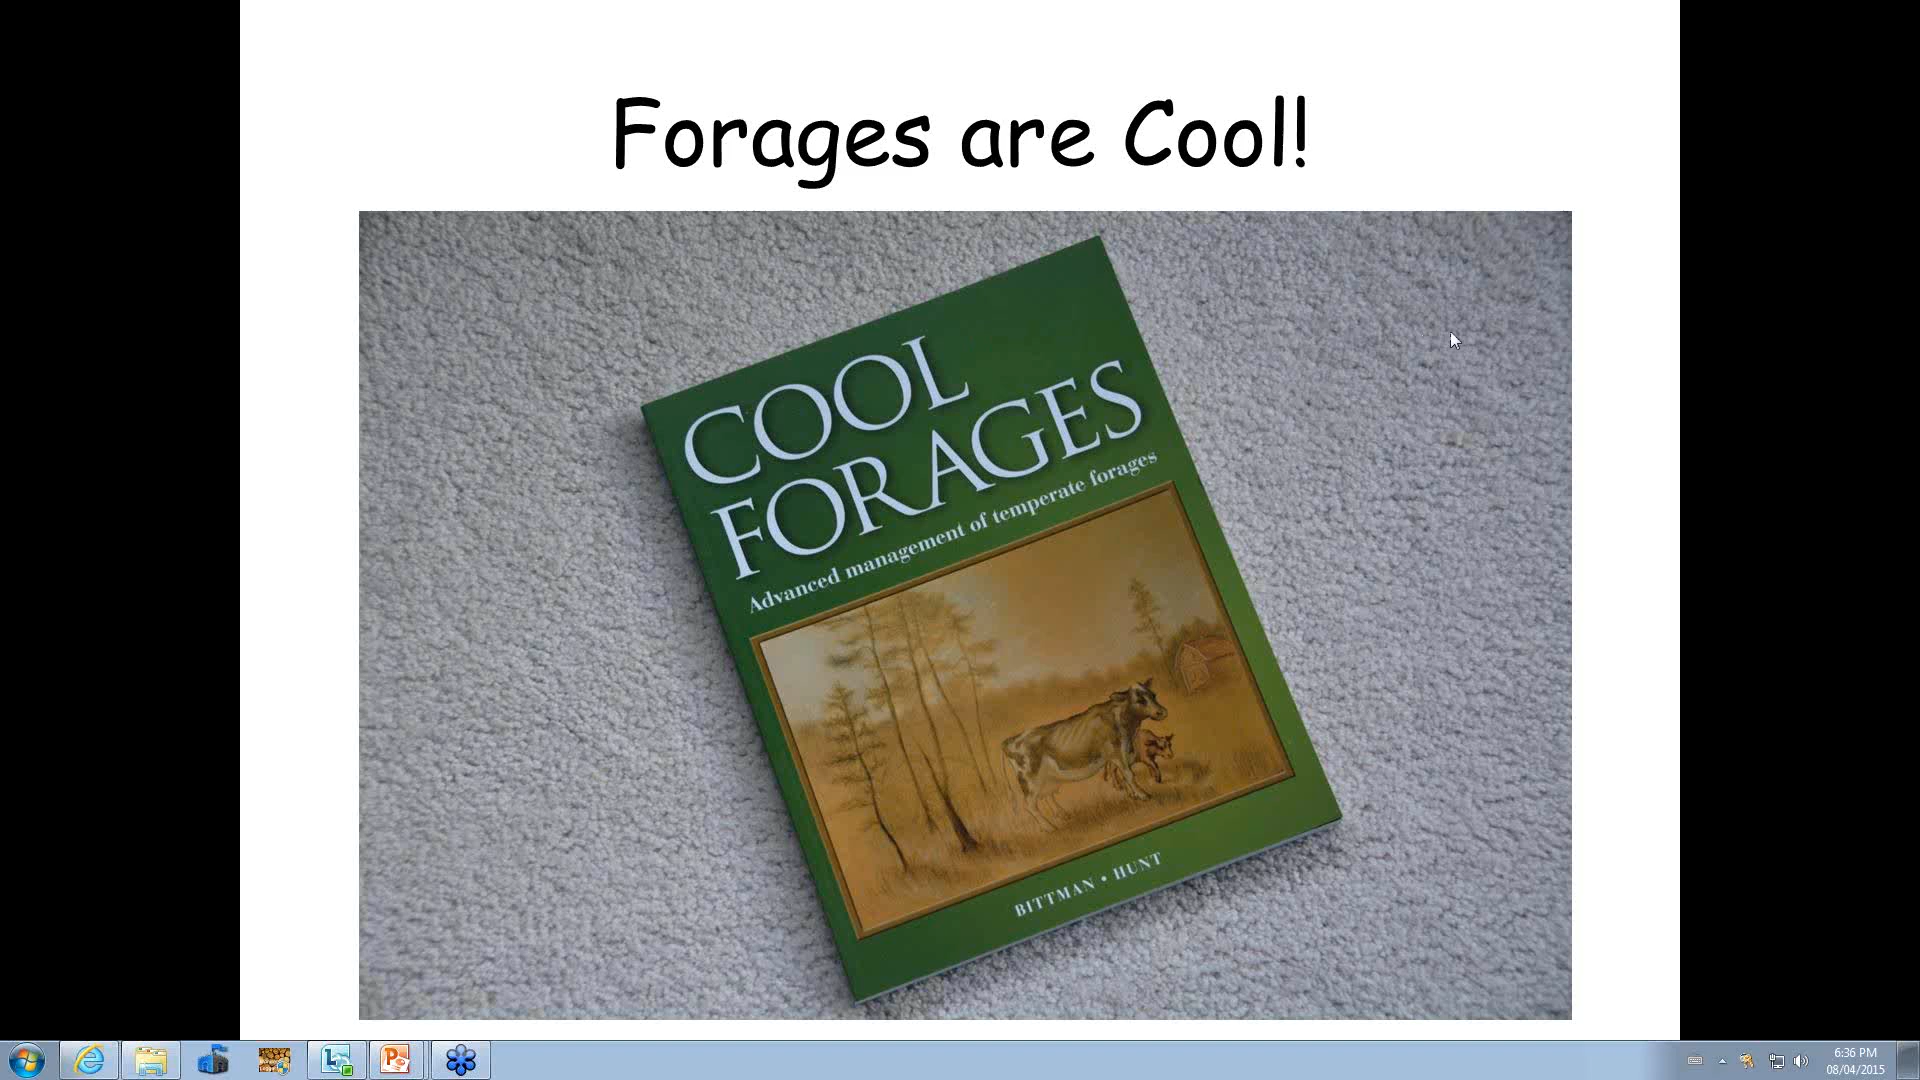 Forages are Cool!
COOL
FORAGES
Advanced management of temperate forages
BITTMAN • HUNT
6:36 PM
08/04/2015